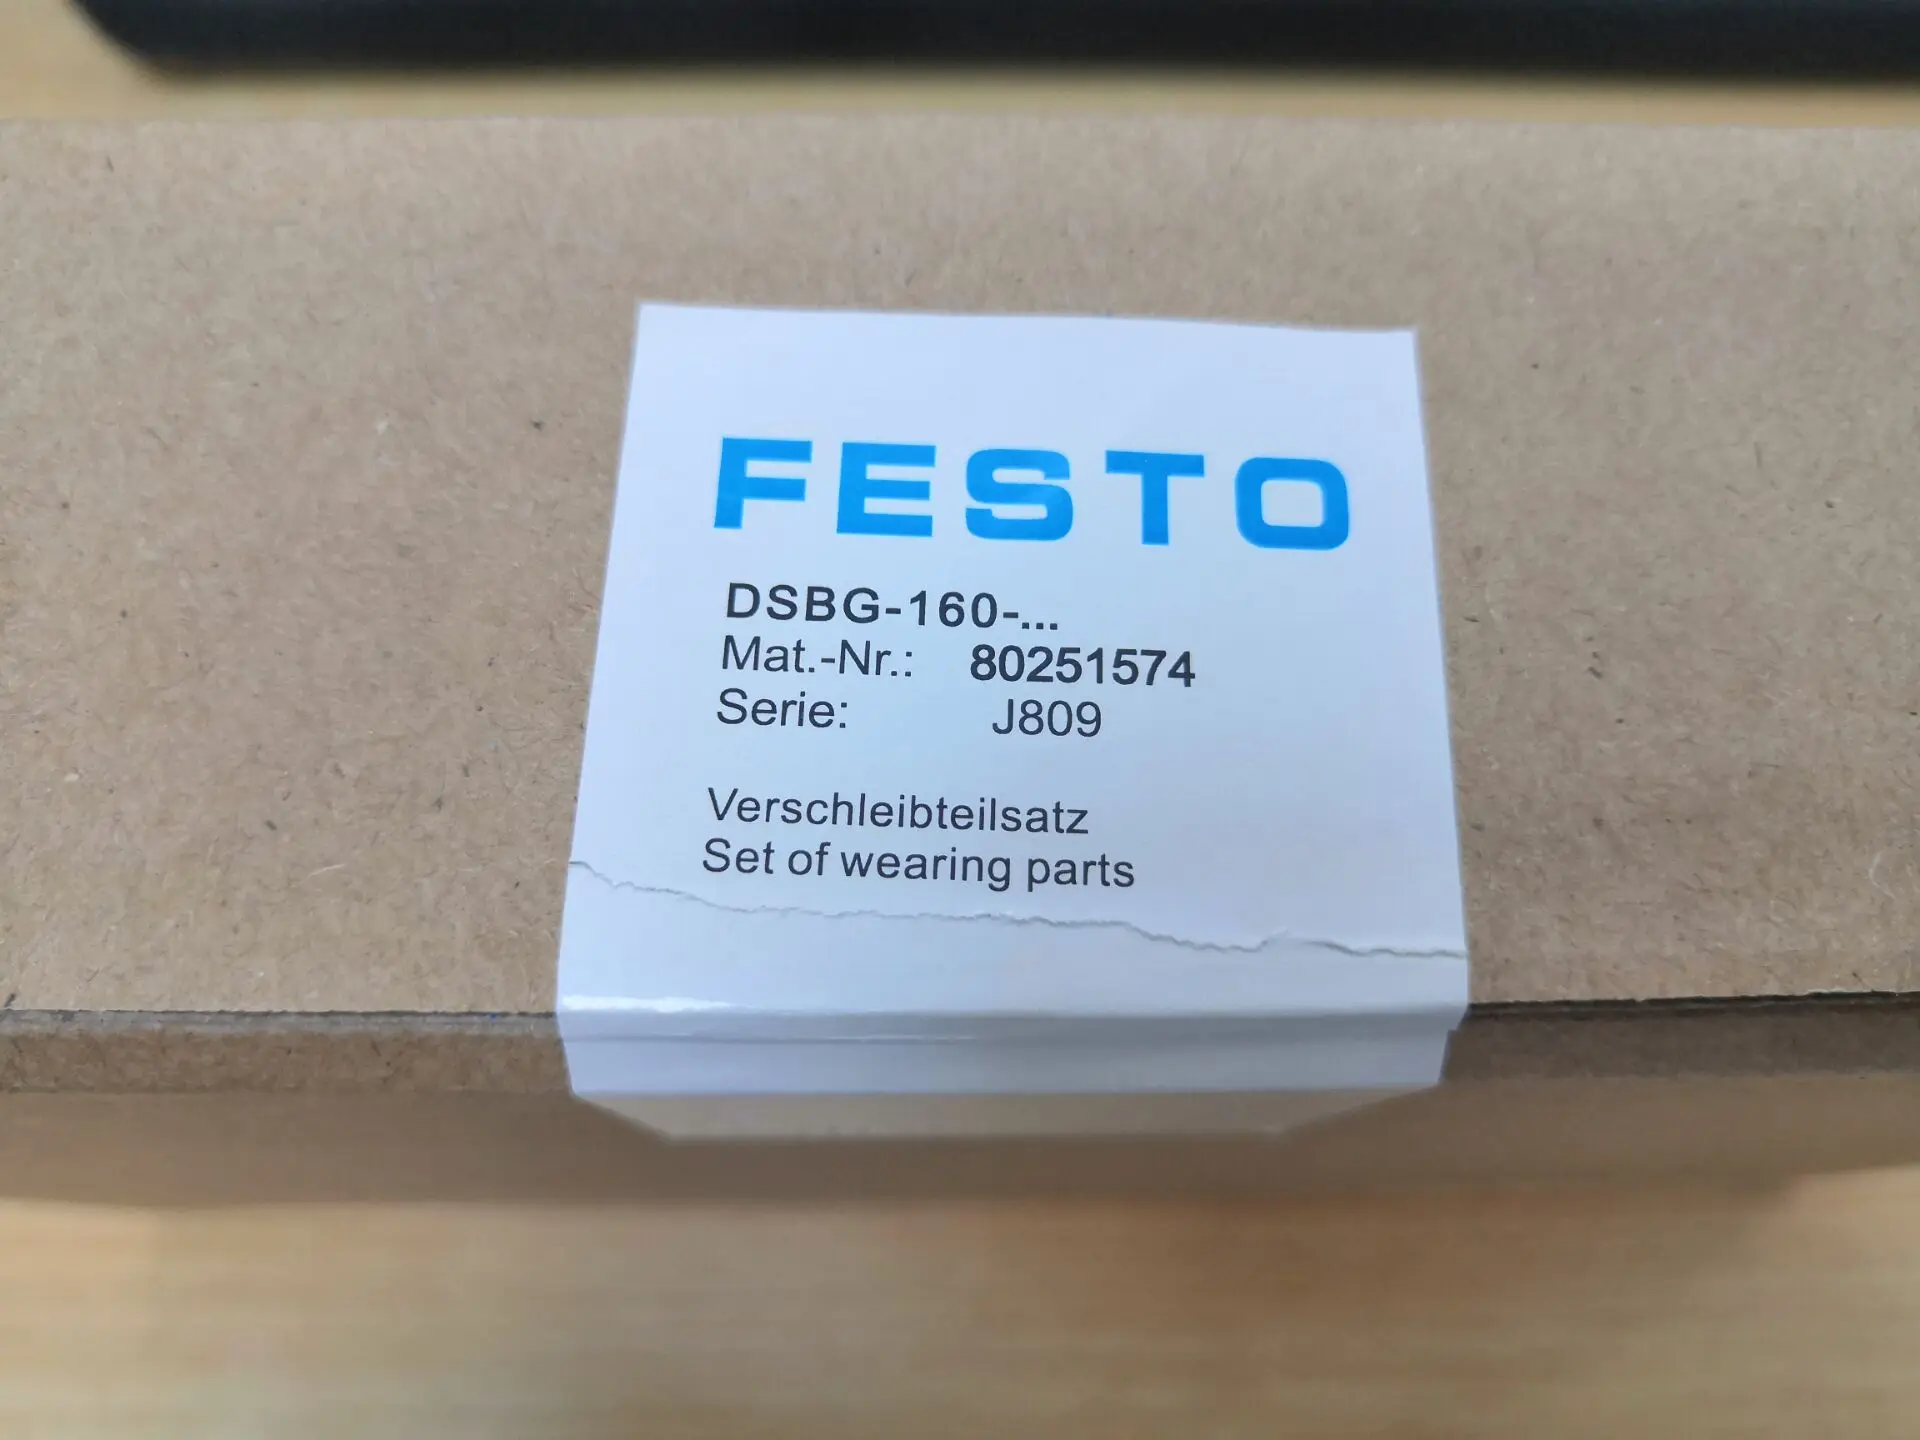 FESTO
DSBG-160-...
Mat.-Nr.: 80251574
Serie: J809
Verschleibteilsatz
Set of wearing parts